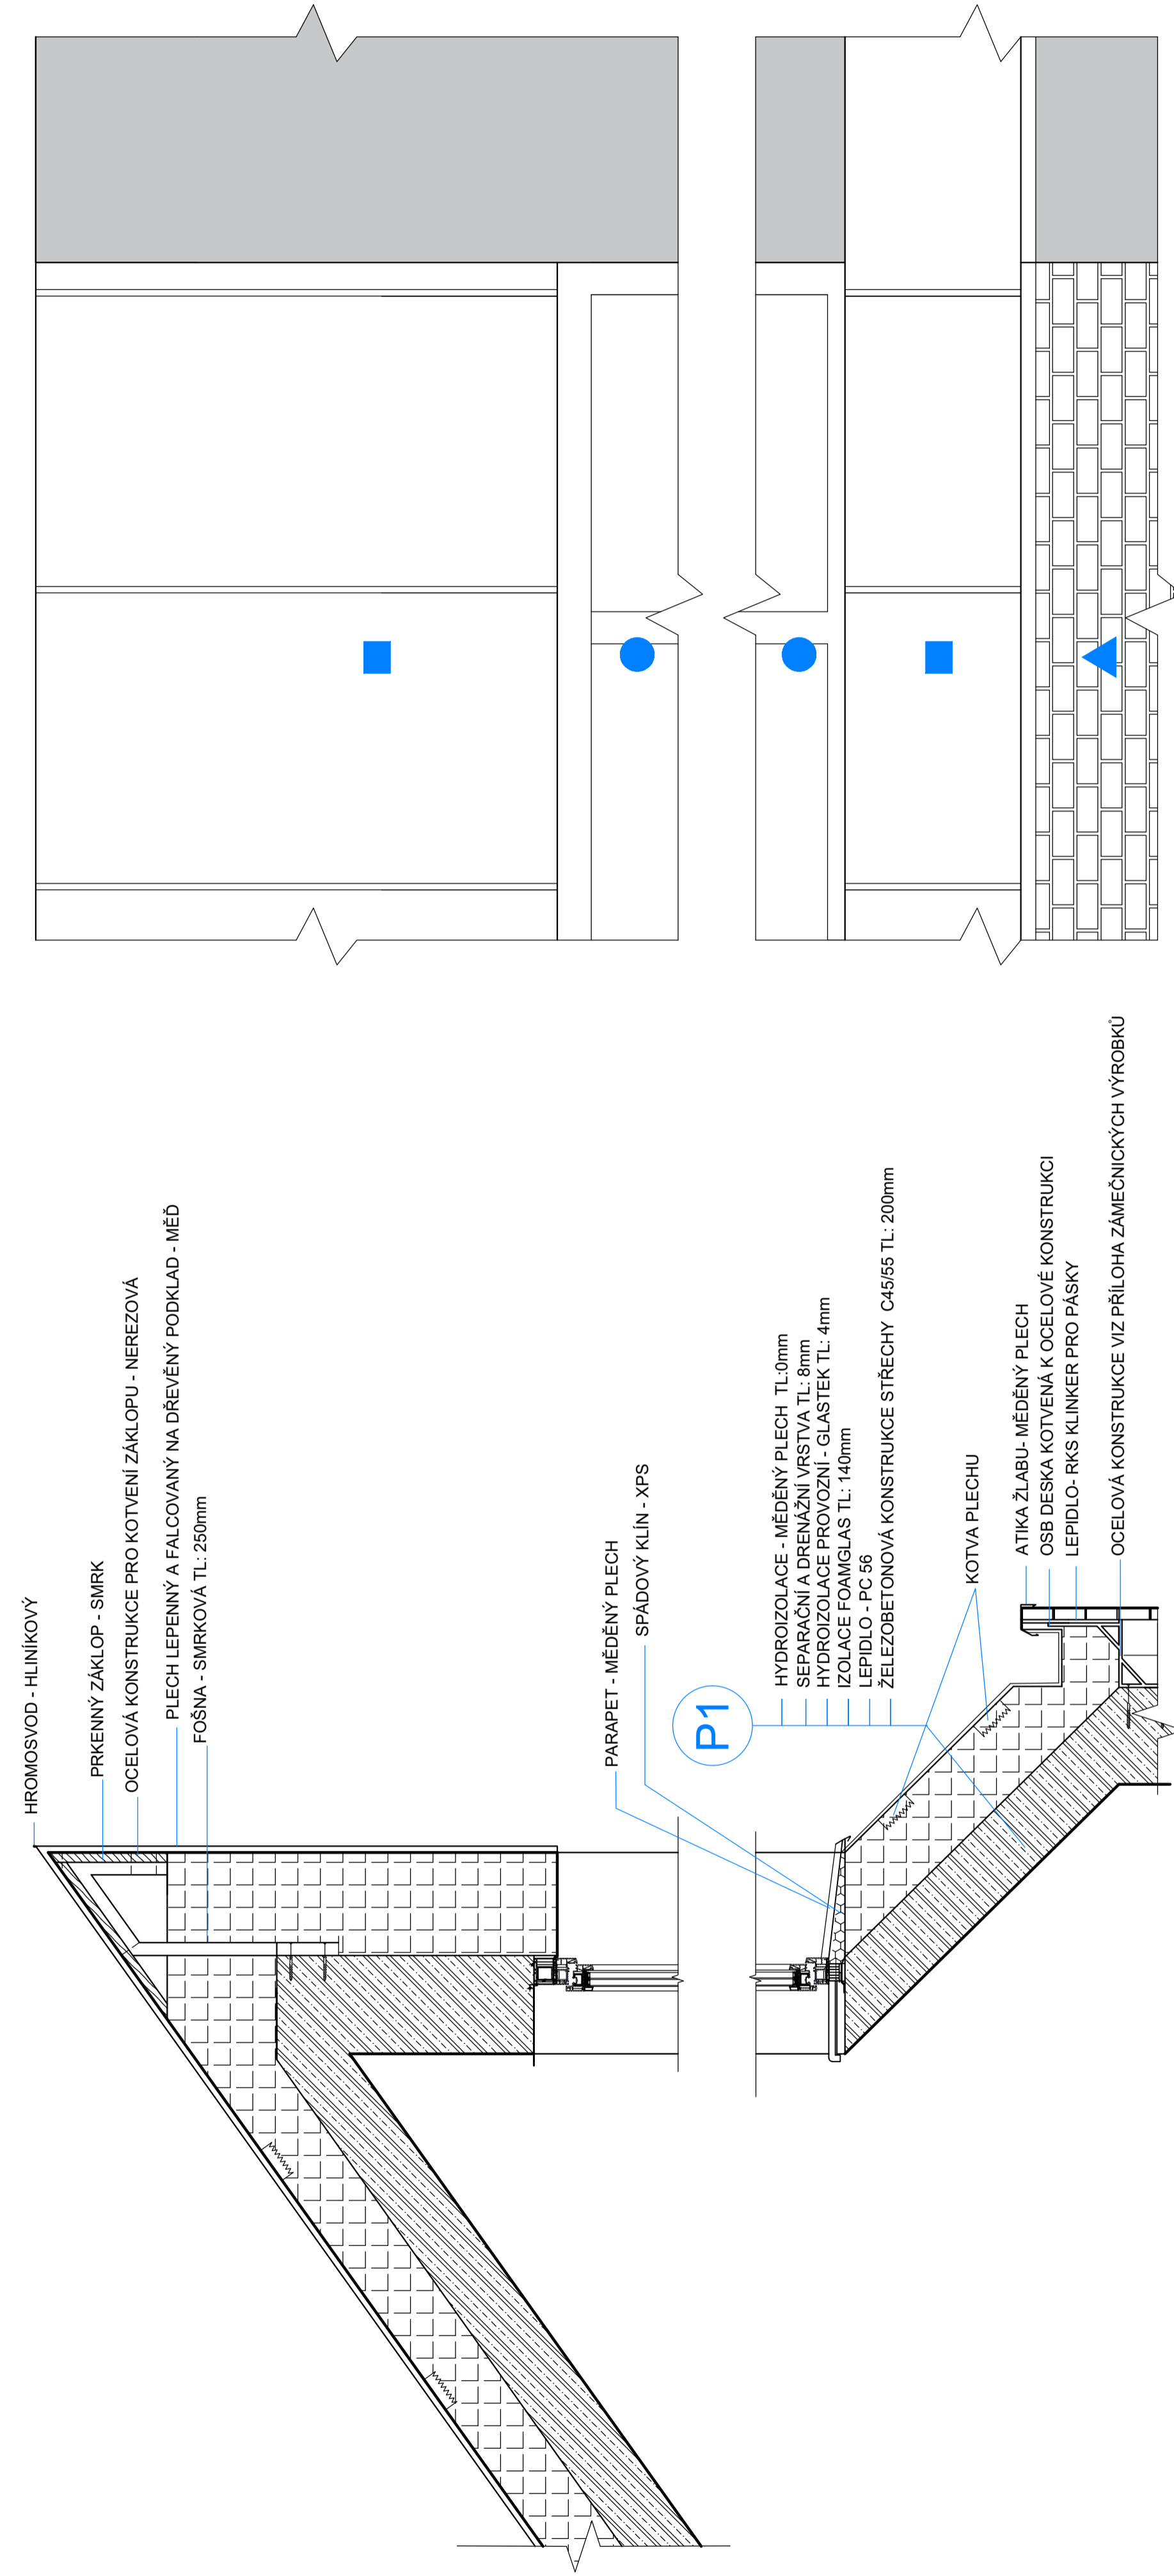 HROMOSVOD - HLINÍKOVÝ
PRKENNÝ ZÁKLOP - SMRK
OCELOVÁ KONSTRUKCE PRO KOTVENÍ ZÁKLOPU - NEREZOVÁ
PLECH LEPENNÝ A FALCOVANÝ NA DŘEVĚNÝ PODKLAD - MĚĎ
FOŠNA - SMRKOVÁ TL: 250mm
PARAPET - MĚDĚNÝ PLECH
SPÁDOVÝ KLÍN - XPS
P1
HYDROIZOLACE - MĚDĚNÝ PLECH TL:0mm
SEPARAČNÍ A DRENÁŽNÍ VRSTVA TL: 8mm
HYDROIZOLACE PROVOZNÍ - GLASTEK TL: 4mm
IZOLACE FOAMGLAS TL: 140mm
LEPIDLO - PC 56
ŽELEZOBETONOVÁ KONSTRUKCE STŘECHY C45/55 TL: 200mm
KOTVA PLECHU
ATIKA ŽLABU- MĚDĚNÝ PLECH
OSB DESKA KOTVENÁ K OCELOVÉ KONSTRUKCI
LEPIDLO- RKS KLINKER PRO PÁSKY
OCELOVÁ KONSTRUKCE VIZ PŘÍLOHA ZÁMEČNICKÝCH VÝROBKŮ